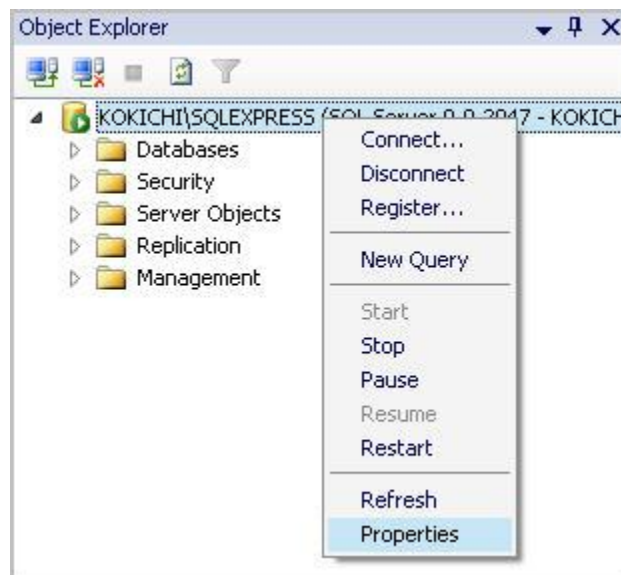 Object Explorer
KOKICHI\SQLEXPRESS (SQL Server 9.0.2047 - KOKICH
Databases
Security
Server Objects
Replication
Management
Connect...
Disconnect
Register...
New Query
Start
Stop
Pause
Resume
Restart
Refresh
Properties